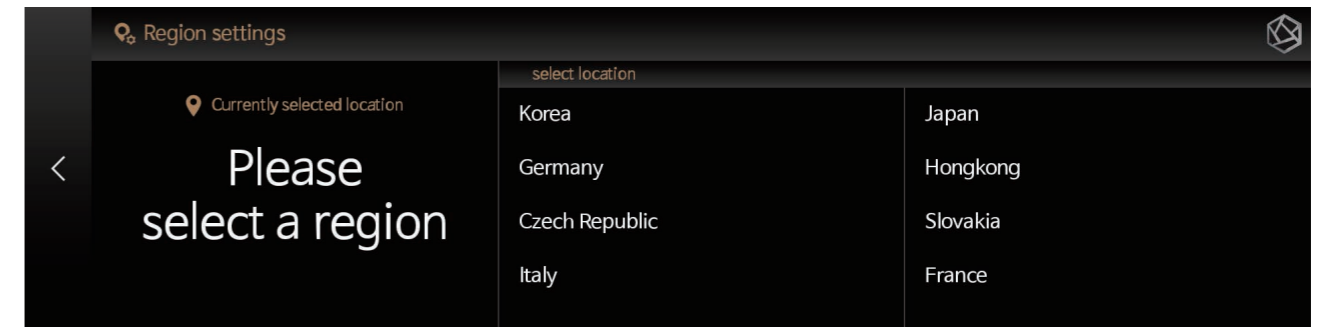 Region settings
Currently selected location
Please
select a region
select location
Korea
Japan
Germany
Hongkong
Czech Republic
Slovakia
Italy
France